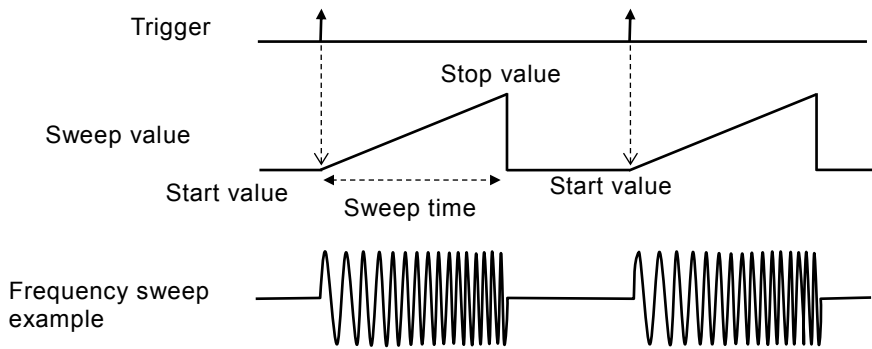 Trigger
Stop value
Sweep value
Start value
Start value
Sweep time
Frequency sweep
example